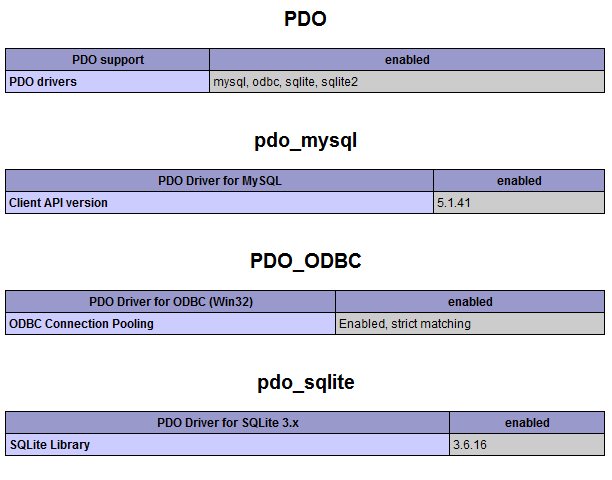 PDO
PDO support enabled
PDO drivers mysql, odbc, sqlite, sqlite2
pdo_mysql
PDO Driver for MySQL enabled
Client API version 5.1.41
PDO_ODBC
PDO Driver for ODBC (Win32) enabled
ODBC Connection Pooling Enabled, strict matching
pdo_sqlite
PDO Driver for SQLite 3.x enabled
SQLite Library 3.6.16